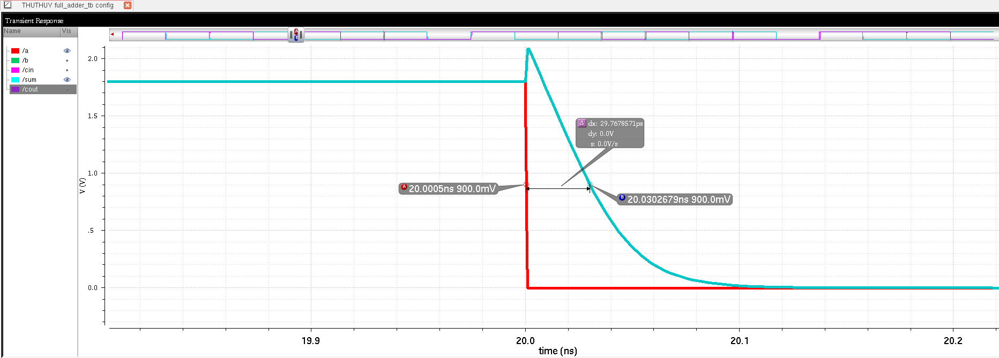 THUTHUY full_adder_tb config
Transient Response
Name Vis
/a
/b
/cin
/sum
/cout
A
B
2.0
1.5
1.0
.5
0.0
V (V)
Δ dx: 29.7678571ps
dy: 0.0V
s: 0.0V/s
A 20.0005ns 900.0mV
B 20.0302679ns 900.0mV
19.9 20.0 20.1 20.2
time (ns)